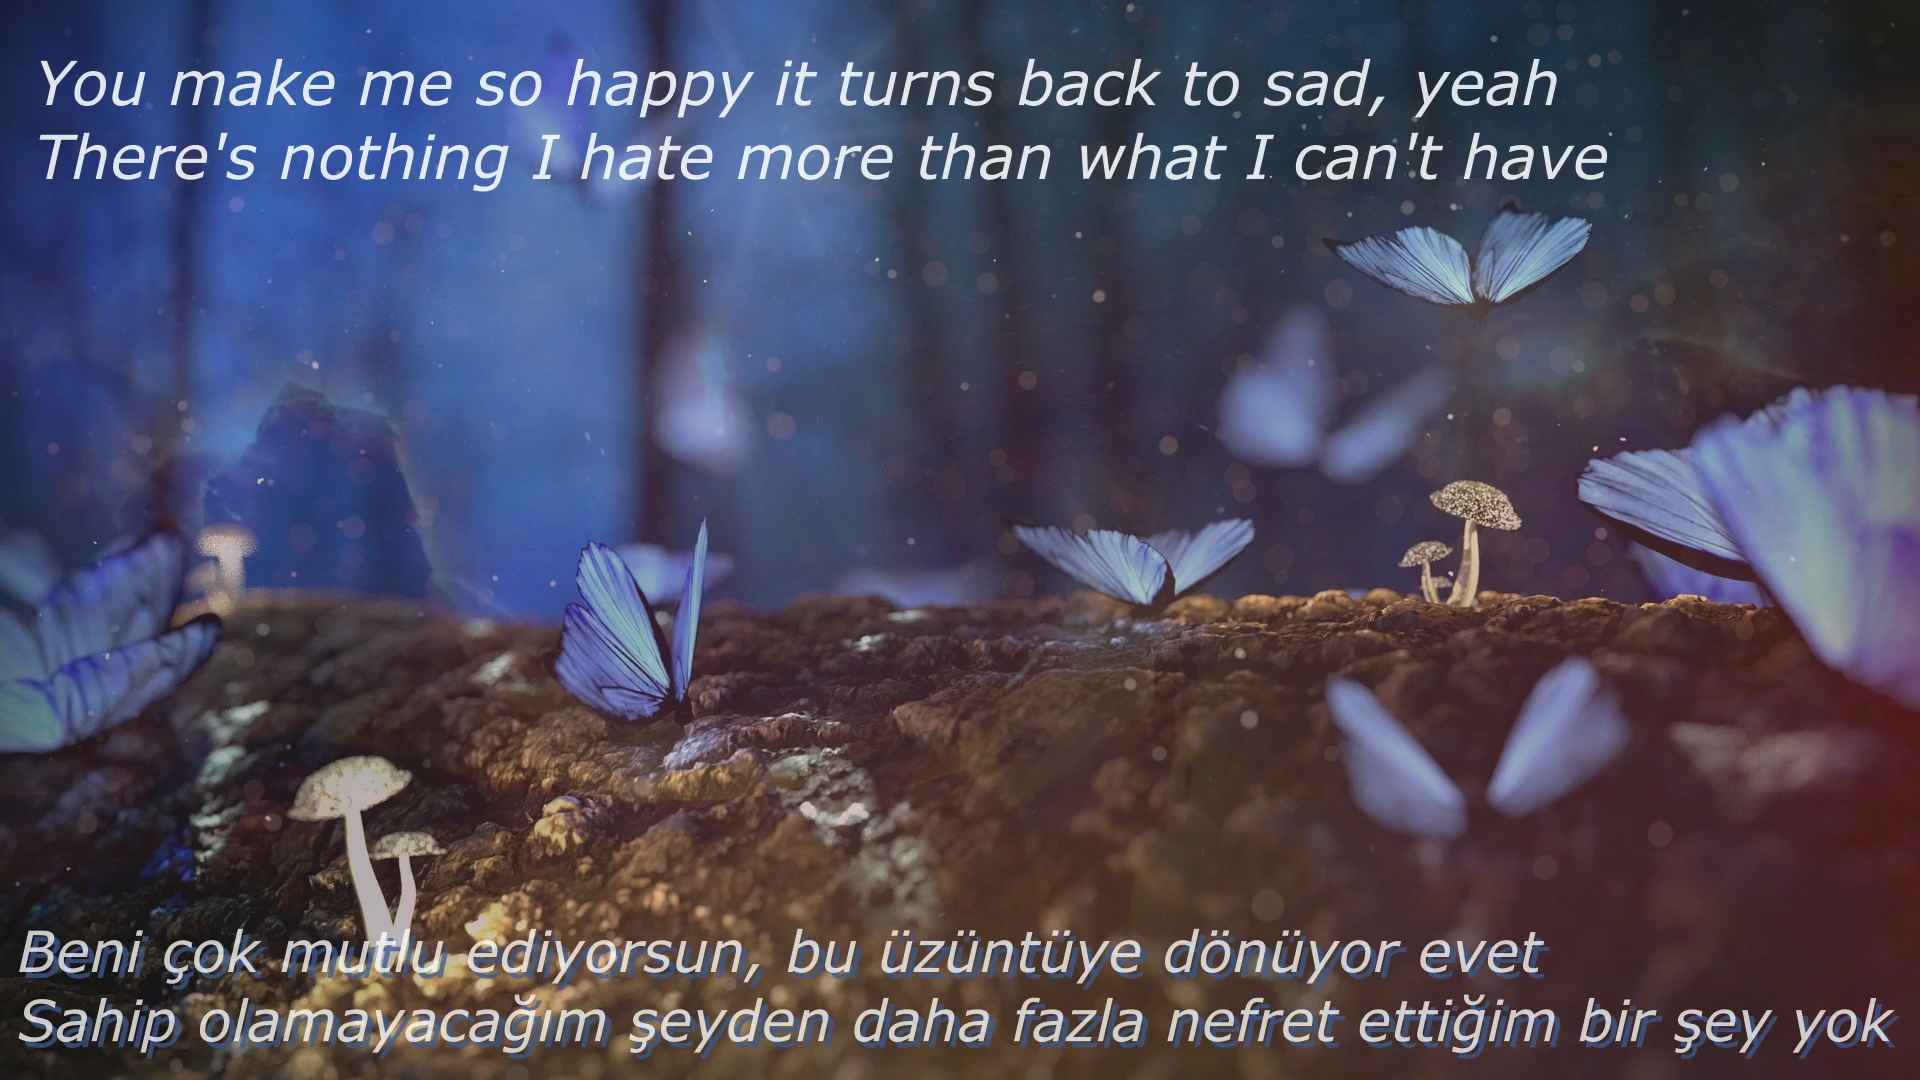 You make me so happy it turns back to sad, yeah
There's nothing I hate more than what I can't have
Beni çok mutlu ediyorsun, bu üzüntüye dönüyor evet
Sahip olamayacağım şeyden daha fazla nefret ettiğim bir şey yok